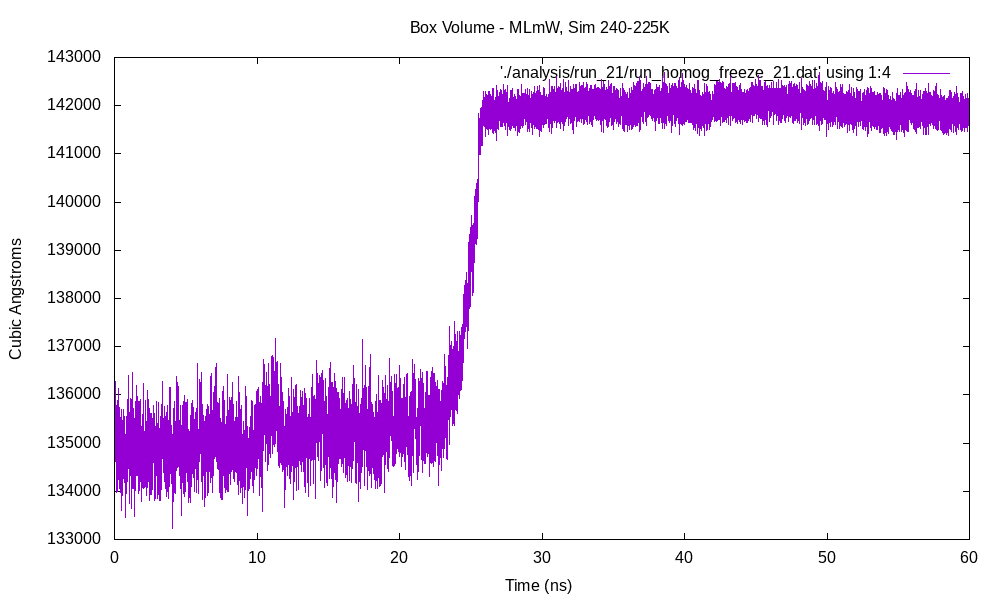 Box Volume - MLmW, Sim 240-225K
143000
'./analysis/run_21/run_homog_freeze_21.dat' using 1:4
142000
141000
140000
139000
138000
137000
136000
135000
134000
133000
Cubic Angstroms
0 10 20 30 40 50 60
Time (ns)